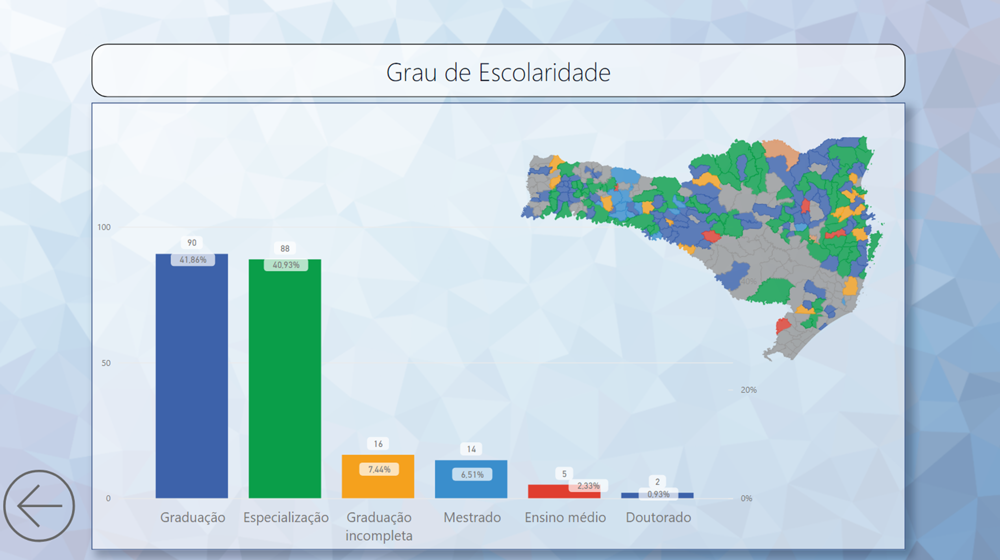 Grau de Escolaridade
100
50
0
90
41,86%
88
40,93%
16
7,44%
14
6,51%
5
2,33%
2
0,93%
40%
20%
0%
Graduação
Especialização
Graduação
incompleta
Mestrado
Ensino médio
Doutorado